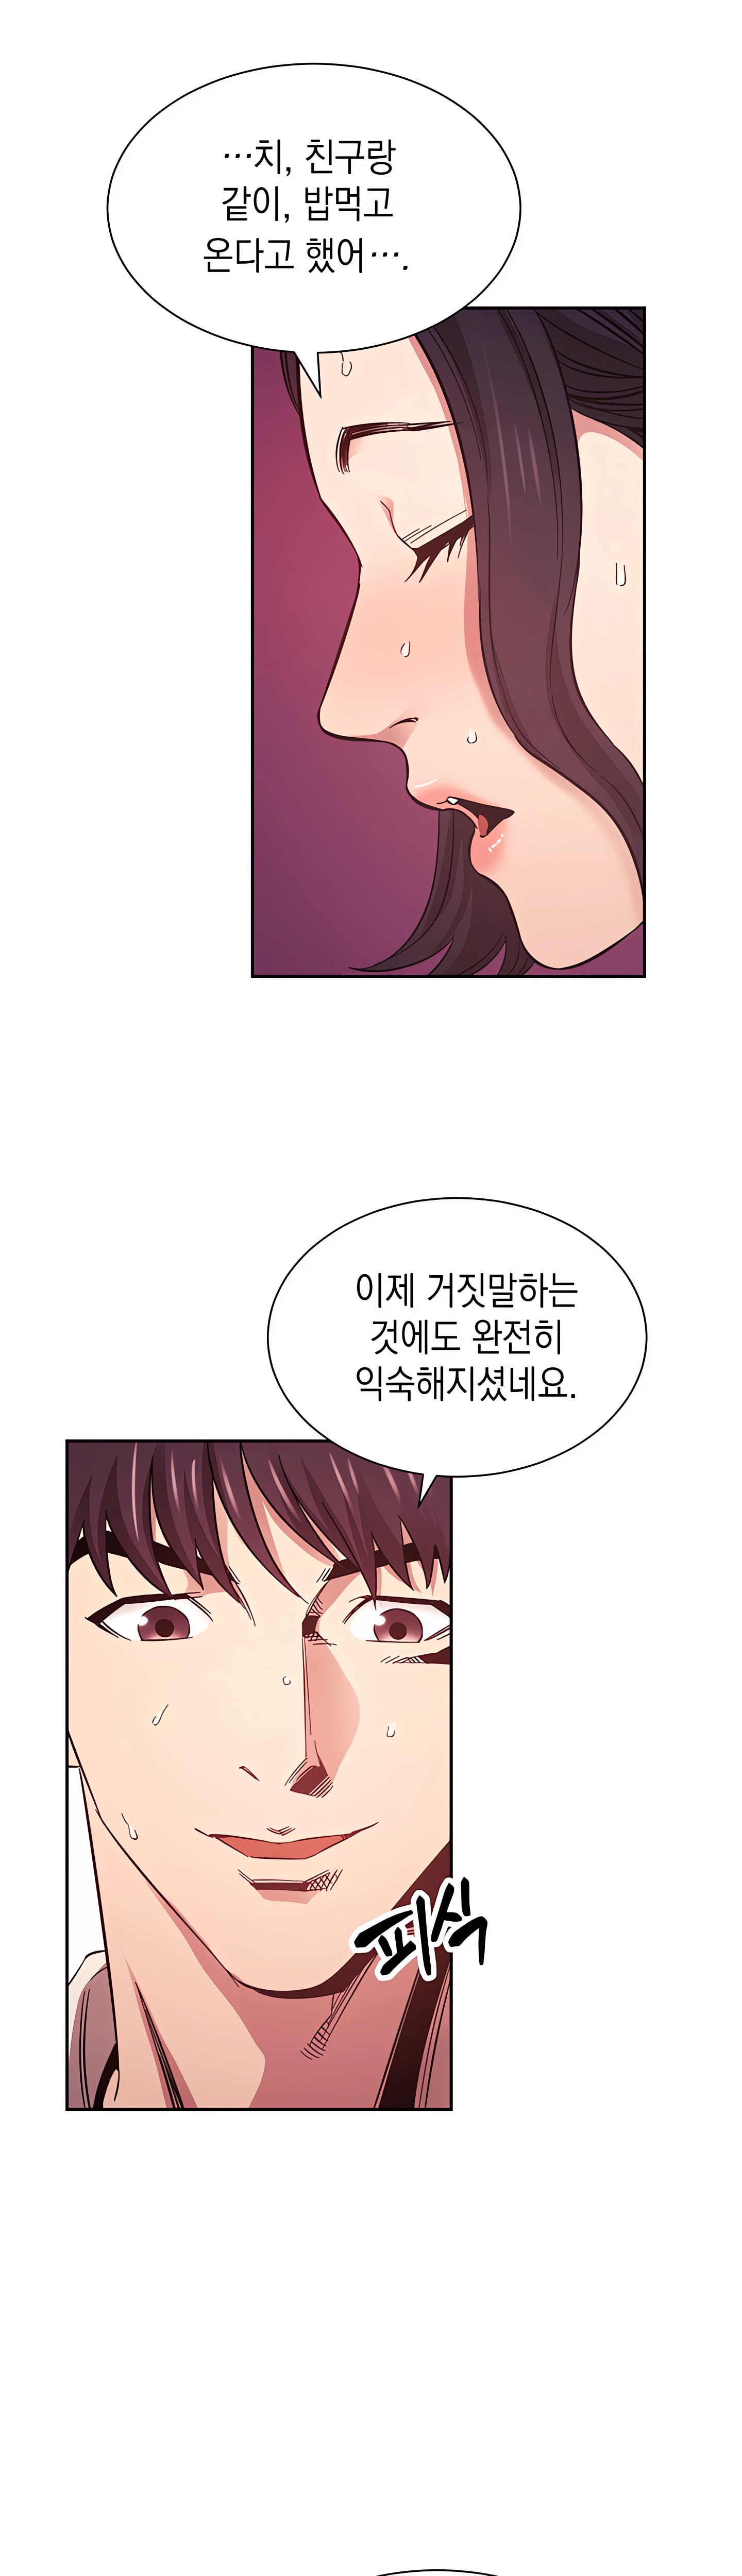 …치, 친구랑
같이, 밥먹고
온다고 했어….
이제 거짓말하는
것에도 완전히
익숙해지셨네요.
피식